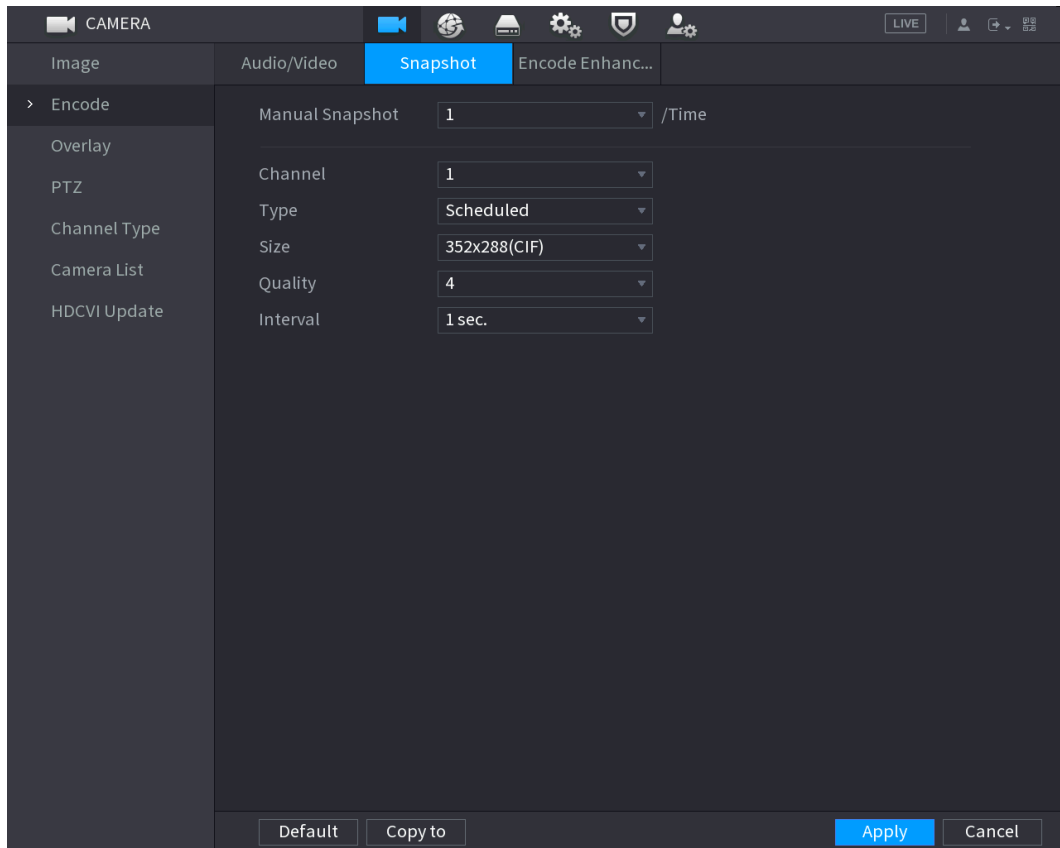 CAMERA
LIVE
Image
Audio/Video
Snapshot
Encode Enhanc...
Encode
Manual Snapshot 1 /Time
Overlay
Channel 1
PTZ
Type Scheduled
Channel Type
Size 352x288(CIF)
Camera List
Quality 4
HDCVI Update
Interval 1 sec.
Default
Copy to
Apply
Cancel